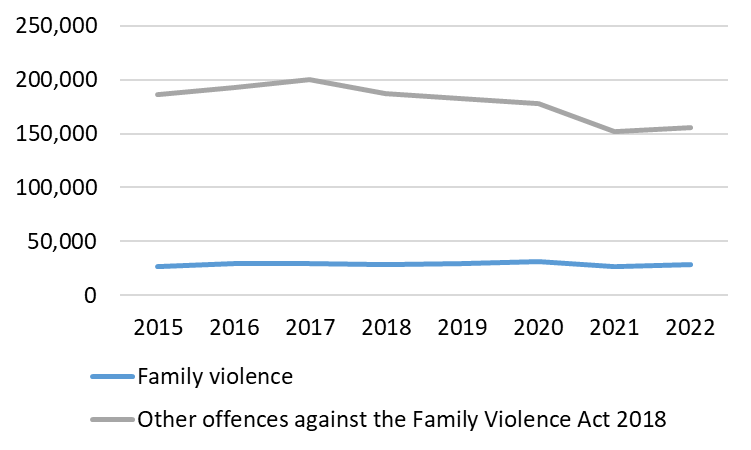 250,000
200,000
150,000
100,000
50,000
0
2015 2016 2017 2018 2019 2020 2021 2022
Family violence
Other offences against the Family Violence Act 2018